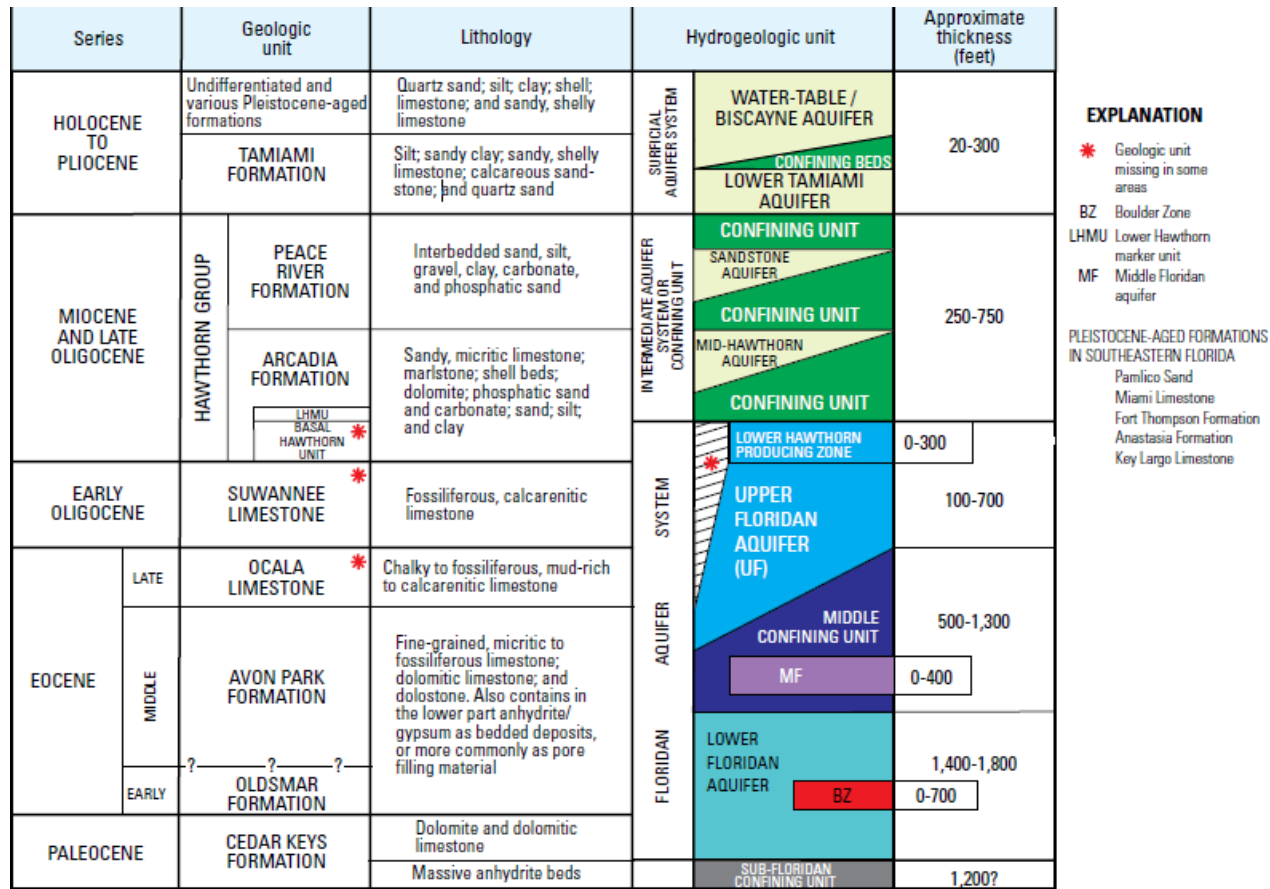 Series
Geologic
unit
Lithology
Hydrogeologic unit
Approximate
thickness
(feet)
HOLOCENE
TO
PLIOCENE
Undifferentiated and
various Pleistocene-aged
formations
Quartz sand; silt; clay; shell;
limestone; and sandy, shelly
limestone
TAMIAMI
FORMATION
Silt; sandy clay; sandy, shelly
limestone; calcareous sand-
stone; and quartz sand
SURFICIAL
AQUIFER SYSTEM
WATER-TABLE /
BISCAYNE AQUIFER
CONFINING BEDS
LOWER TAMIAMI
AQUIFER
20-300
MIOCENE
AND LATE
OLIGOCENE
HAWTHORN GROUP
PEACE
RIVER
FORMATION
Interbedded sand, silt,
gravel, clay, carbonate,
and phosphatic sand
ARCADIA
FORMATION
LHMU
BASAL
HAWTHORN
UNIT
*
Sandy, micritic limestone;
marlstone; shell beds;
dolomite; phosphatic sand
and carbonate; sand; silt;
and clay
INTERMEDIATE AQUIFER
SYSTEM OR
CONFINING UNIT
CONFINING UNIT
SANDSTONE
AQUIFER
CONFINING UNIT
MID-HAWTHORN
AQUIFER
CONFINING UNIT
250-750
EARLY
OLIGOCENE
SUWANNEE
LIMESTONE
*
Fossiliferous, calcarenitic
limestone
FLORIDAN AQUIFER SYSTEM
*
LOWER HAWTHORN
PRODUCING ZONE
0-300
UPPER
FLORIDAN
AQUIFER
(UF)
100-700
EOCENE
LATE
OCALA
LIMESTONE
*
Chalky to fossiliferous, mud-rich
to calcarenitic limestone
MIDDLE
AVON PARK
FORMATION
Fine-grained, micritic to
fossiliferous limestone;
dolomitic limestone; and
dolostone. Also contains in
the lower part anhydrite/
gypsum as bedded deposits,
or more commonly as pore
filling material
MIDDLE
CONFINING UNIT
500-1,300
MF
0-400
? ? ?
EARLY
OLDSMAR
FORMATION
LOWER
FLORIDAN
AQUIFER
1,400-1,800
BZ
0-700
PALEOCENE
CEDAR KEYS
FORMATION
Dolomite and dolomitic
limestone
Massive anhydrite beds
SUB-FLORIDAN
CONFINING UNIT
1,200?
EXPLANATION
* Geologic unit
missing in some
areas
BZ Boulder Zone
LHMU Lower Hawthorn
marker unit
MF Middle Floridan
aquifer
PLEISTOCENE-AGED FORMATIONS
IN SOUTHEASTERN FLORIDA
Pamlico Sand
Miami Limestone
Fort Thompson Formation
Anastasia Formation
Key Largo Limestone